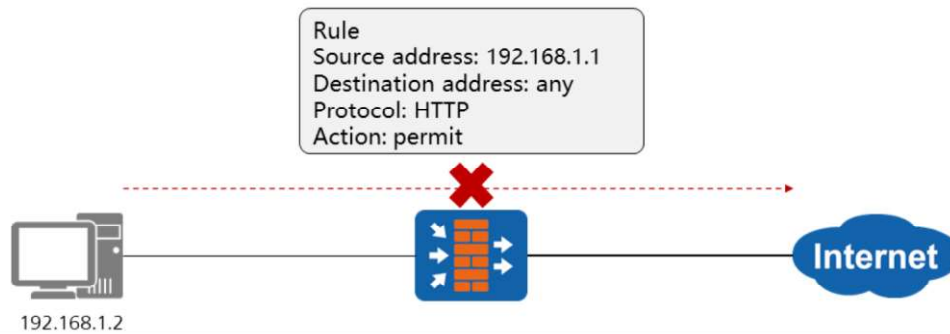 Rule
Source address: 192.168.1.1
Destination address: any
Protocol: HTTP
Action: permit
Internet
192.168.1.2